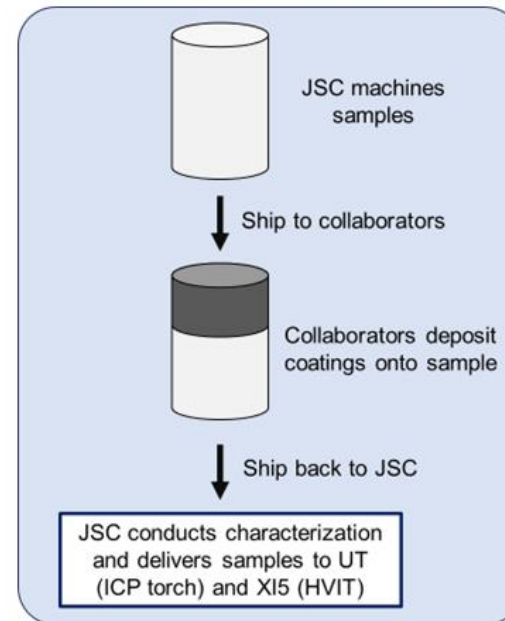 JSC machines
samples
Ship to collaborators
Collaborators deposit
coatings onto sample
Ship back to JSC
JSC conducts characterization
and delivers samples to UT
(ICP torch) and XI5 (HVIT)